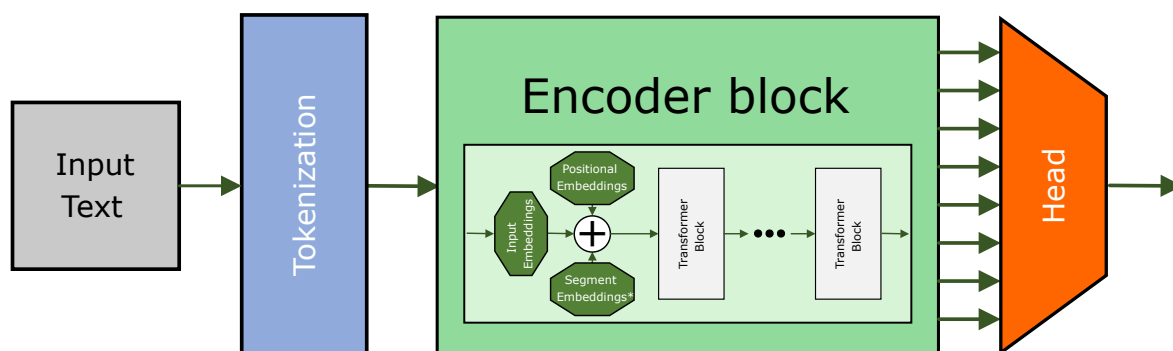 Input
Text
Tokenization
Encoder block
Input
Embeddings
Positional
Embeddings
Segment
Embeddings*
Transformer
Block
Transformer
Block
Head